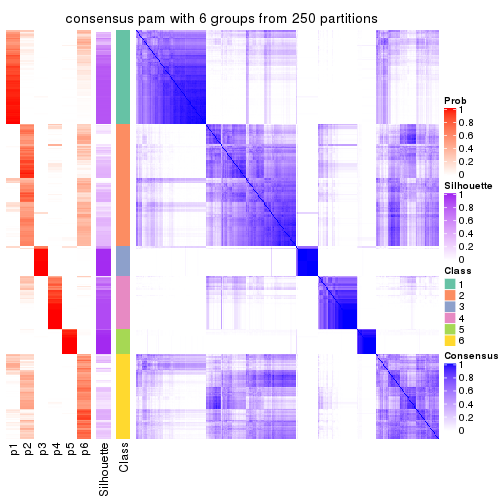 consensus pam with 6 groups from 250 partitions
Prob
1
0.8
0.6
0.4
0.2
0
Silhouette
1
0.8
0.6
0.4
0.2
0
Class
1
2
3
4
5
6
Consensus
1
0.8
0.6
0.4
0.2
0
p1
p2
p3
p4
p5
p6
Silhouette
Class